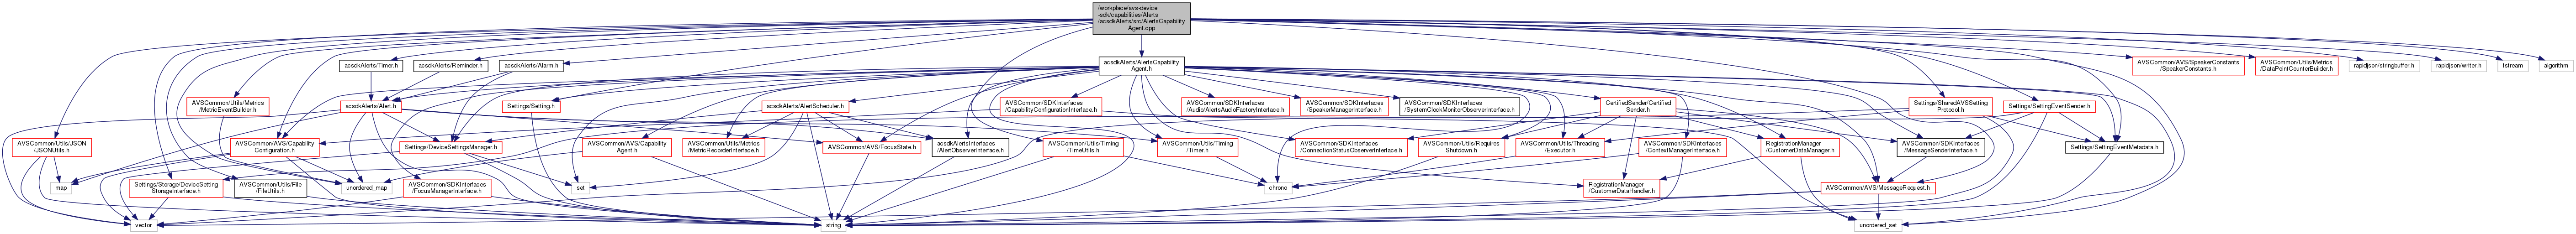 /workplace/avs-device
-sdk/capabilities/Alerts
/acsdkAlerts/src/AlertsCapability
Agent.cpp
acsdkAlerts/Timer.h
acsdkAlerts/Reminder.h
acsdkAlerts/Alarm.h
acsdkAlerts/AlertsCapability
Agent.h
AVSCommon/AVS/SpeakerConstants
/SpeakerConstants.h
AVSCommon/Utils/Metrics
/DataPointCounterBuilder.h
rapidjson/stringbuffer.h
rapidjson/writer.h
fstream
algorithm
AVSCommon/Utils/Metrics
/MetricEventBuilder.h
acsdkAlerts/Alert.h
Settings/Setting.h
acsdkAlerts/AlertScheduler.h
AVSCommon/SDKInterfaces
/CapabilityConfigurationInterface.h
AVSCommon/SDKInterfaces
/Audio/AlertsAudioFactoryInterface.h
AVSCommon/SDKInterfaces
/SpeakerManagerInterface.h
AVSCommon/SDKInterfaces
/SystemClockMonitorObserverInterface.h
CertifiedSender/Certified
Sender.h
Settings/SharedAVSSetting
Protocol.h
Settings/SettingEventSender.h
AVSCommon/Utils/JSON
/JSONUtils.h
AVSCommon/AVS/Capability
Configuration.h
Settings/DeviceSettingsManager.h
AVSCommon/AVS/Capability
Agent.h
AVSCommon/Utils/Metrics
/MetricRecorderInterface.h
AVSCommon/AVS/FocusState.h
acsdkAlertsInterfaces
/AlertObserverInterface.h
AVSCommon/Utils/Timing
/TimeUtils.h
AVSCommon/Utils/Timing
/Timer.h
AVSCommon/SDKInterfaces
/ConnectionStatusObserverInterface.h
AVSCommon/Utils/Requires
Shutdown.h
AVSCommon/Utils/Threading
/Executor.h
AVSCommon/SDKInterfaces
/ContextManagerInterface.h
RegistrationManager
/CustomerDataManager.h
AVSCommon/SDKInterfaces
/MessageSenderInterface.h
Settings/SettingEventMetadata.h
map
Settings/Storage/DeviceSetting
StorageInterface.h
AVSCommon/Utils/File
/FileUtils.h
unordered_map
AVSCommon/SDKInterfaces
/FocusManagerInterface.h
set
chrono
RegistrationManager
/CustomerDataHandler.h
AVSCommon/AVS/MessageRequest.h
vector
string
unordered_set